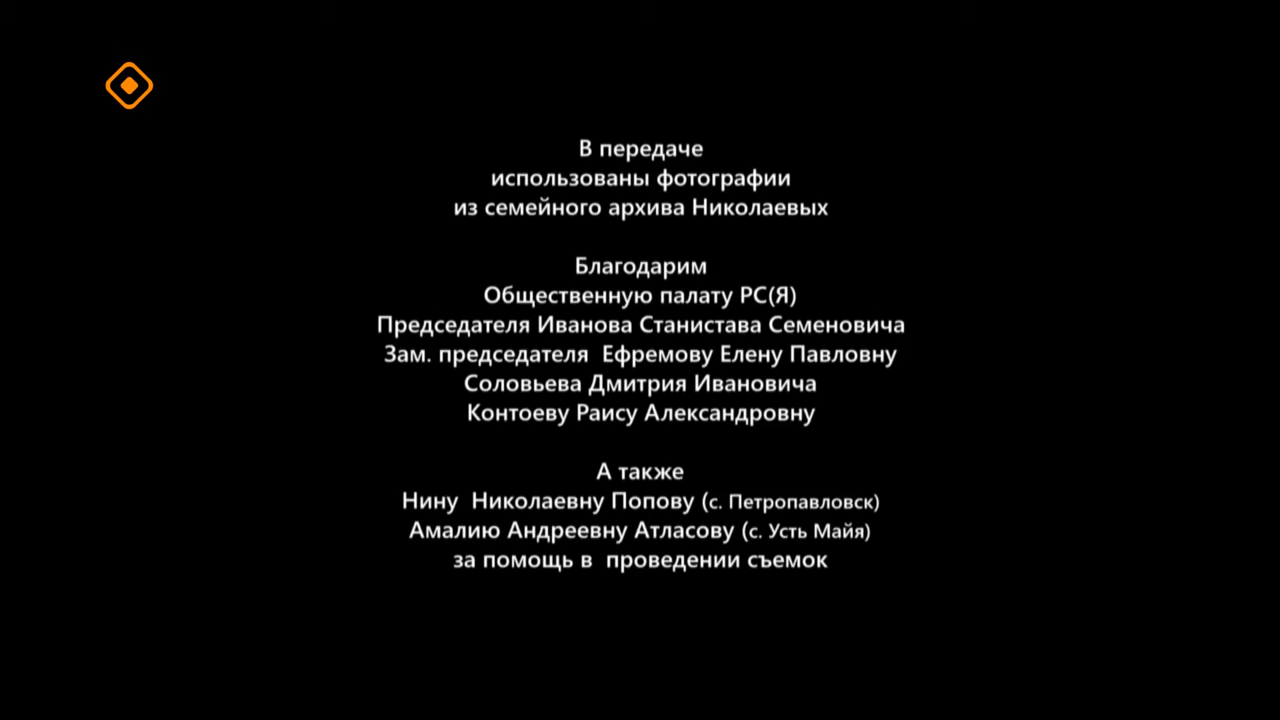 В передаче
использованы фотографии
из семейного архива Николаевых
Благодарим
Общественную палату РС(Я)
Председателя Иванова Станистава Семеновича
Зам. председателя  Ефремову Елену Павловну
Соловьева Дмитрия Ивановича
Контоеву Раису Александровну
А также
Нину  Николаевну Попову (с. Петропавловск)
Амалию Андреевну Атласову (с. Усть Майя)
за помощь в  проведении съемок